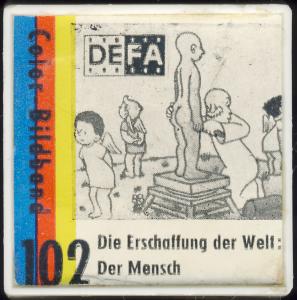 DEFA
Color Bildband
102
Die Erschaffung der Welt:
Der Mensch